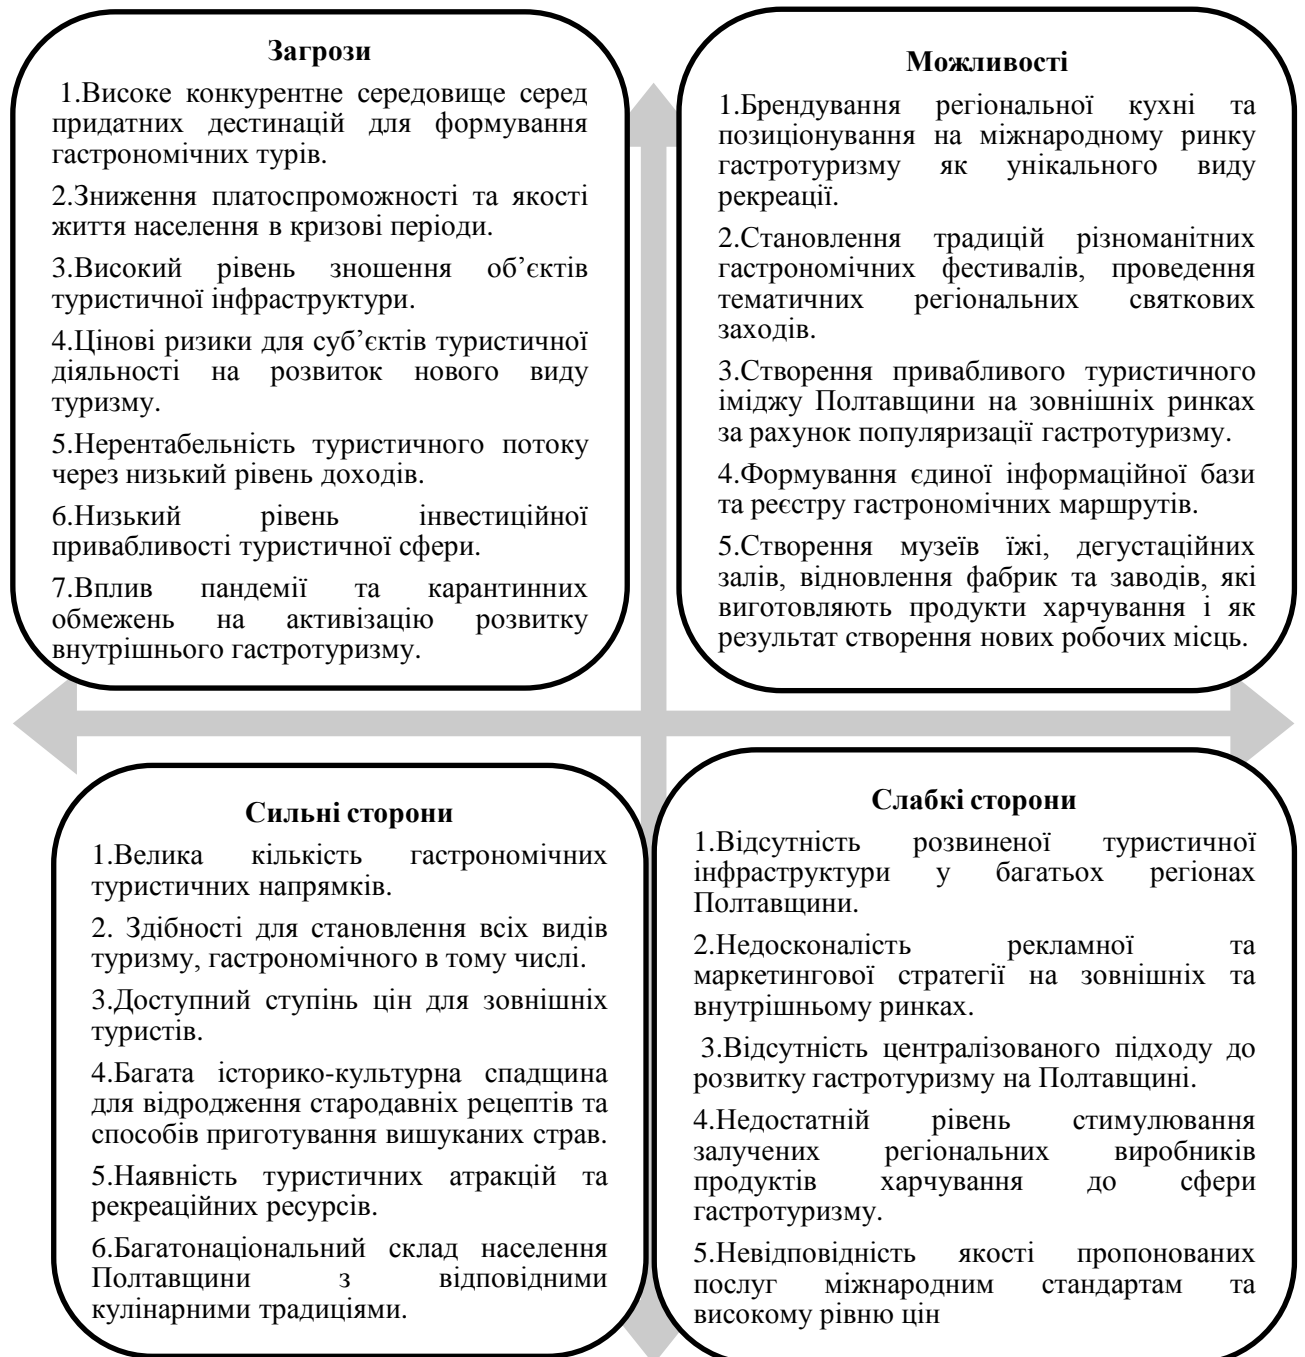 Загрози
1.Високе конкурентне середовище серед
придатних дестинацій для формування
гастрономічних турів.
2.Зниження платоспроможності та якості
життя населення в кризові періоди.
3.Високий рівень зношення об’єктів
туристичної інфраструктури.
4.Цінові ризики для суб’єктів туристичної
діяльності на розвиток нового виду
туризму.
5.Нерентабельність туристичного потоку
через низький рівень доходів.
6.Низький рівень інвестиційної
привабливості туристичної сфери.
7.Вплив пандемії та карантинних
обмежень на активізацію розвитку
внутрішнього гастротуризму.
Можливості
1.Брендування регіональної кухні та
позиціонування на міжнародному ринку
гастротуризму як унікального виду
рекреації.
2.Становлення традицій різноманітних
гастрономічних фестивалів, проведення
тематичних регіональних святкових
заходів.
3.Створення привабливого туристичного
іміджу Полтавщини на зовнішніх ринках
за рахунок популяризації гастротуризму.
4.Формування єдиної інформаційної бази
та реєстру гастрономічних маршрутів.
5.Створення музеїв їжі, дегустаційних
залів, відновлення фабрик та заводів, які
виготовляють продукти харчування і як
результат створення нових робочих місць.
Сильні сторони
1.Велика кількість гастрономічних
туристичних напрямків.
2. Здібності для становлення всіх видів
туризму, гастрономічного в тому числі.
3.Доступний ступінь цін для зовнішніх
туристів.
4.Багата історико-культурна спадщина
для відродження стародавніх рецептів та
способів приготування вишуканих страв.
5.Наявність туристичних атракцій та
рекреаційних ресурсів.
6.Багатонаціональний склад населення
Полтавщини з відповідними
кулінарними традиціями.
Слабкі сторони
1.Відсутність розвиненої туристичної
інфраструктури у багатьох регіонах
Полтавщини.
2.Недосконалість рекламної та
маркетингової стратегії на зовнішніх та
внутрішньому ринках.
3.Відсутність централізованого підходу до
розвитку гастротуризму на Полтавщині.
4.Недостатній рівень стимулювання
залучених регіональних виробників
продуктів харчування до сфери
гастротуризму.
5.Невідповідність якості пропонованих
послуг міжнародним стандартам та
високому рівню цін